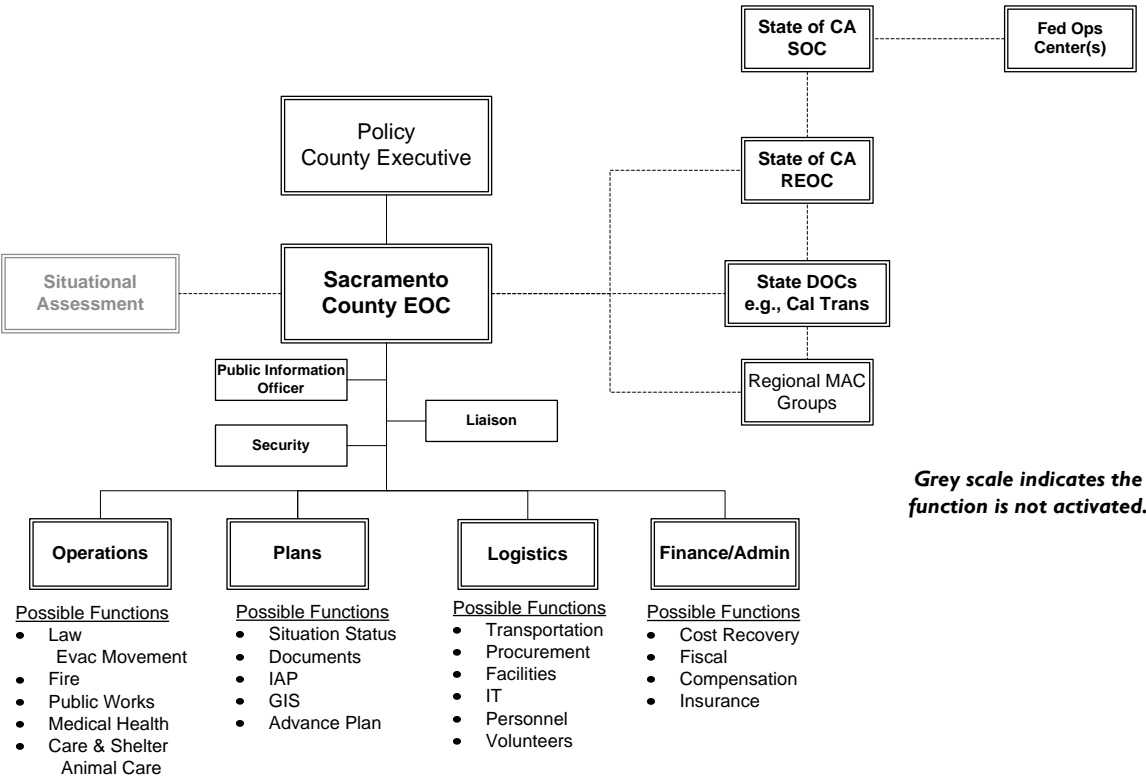 State of CA
SOC
Fed Ops
Center(s)
Policy
County Executive
State of CA
REOC
Situational
Assessment
Sacramento
County EOC
State DOCs
e.g., Cal Trans
Public Information
Officer
Regional MAC
Groups
Liaison
Security
Grey scale indicates the
function is not activated.
Operations
Possible Functions
• Law
Evac Movement
• Fire
• Public Works
• Medical Health
• Care & Shelter
Animal Care
Plans
Possible Functions
• Situation Status
• Documents
• IAP
• GIS
• Advance Plan
Logistics
Possible Functions
• Transportation
• Procurement
• Facilities
• IT
• Personnel
• Volunteers
Finance/Admin
Possible Functions
• Cost Recovery
• Fiscal
• Compensation
• Insurance